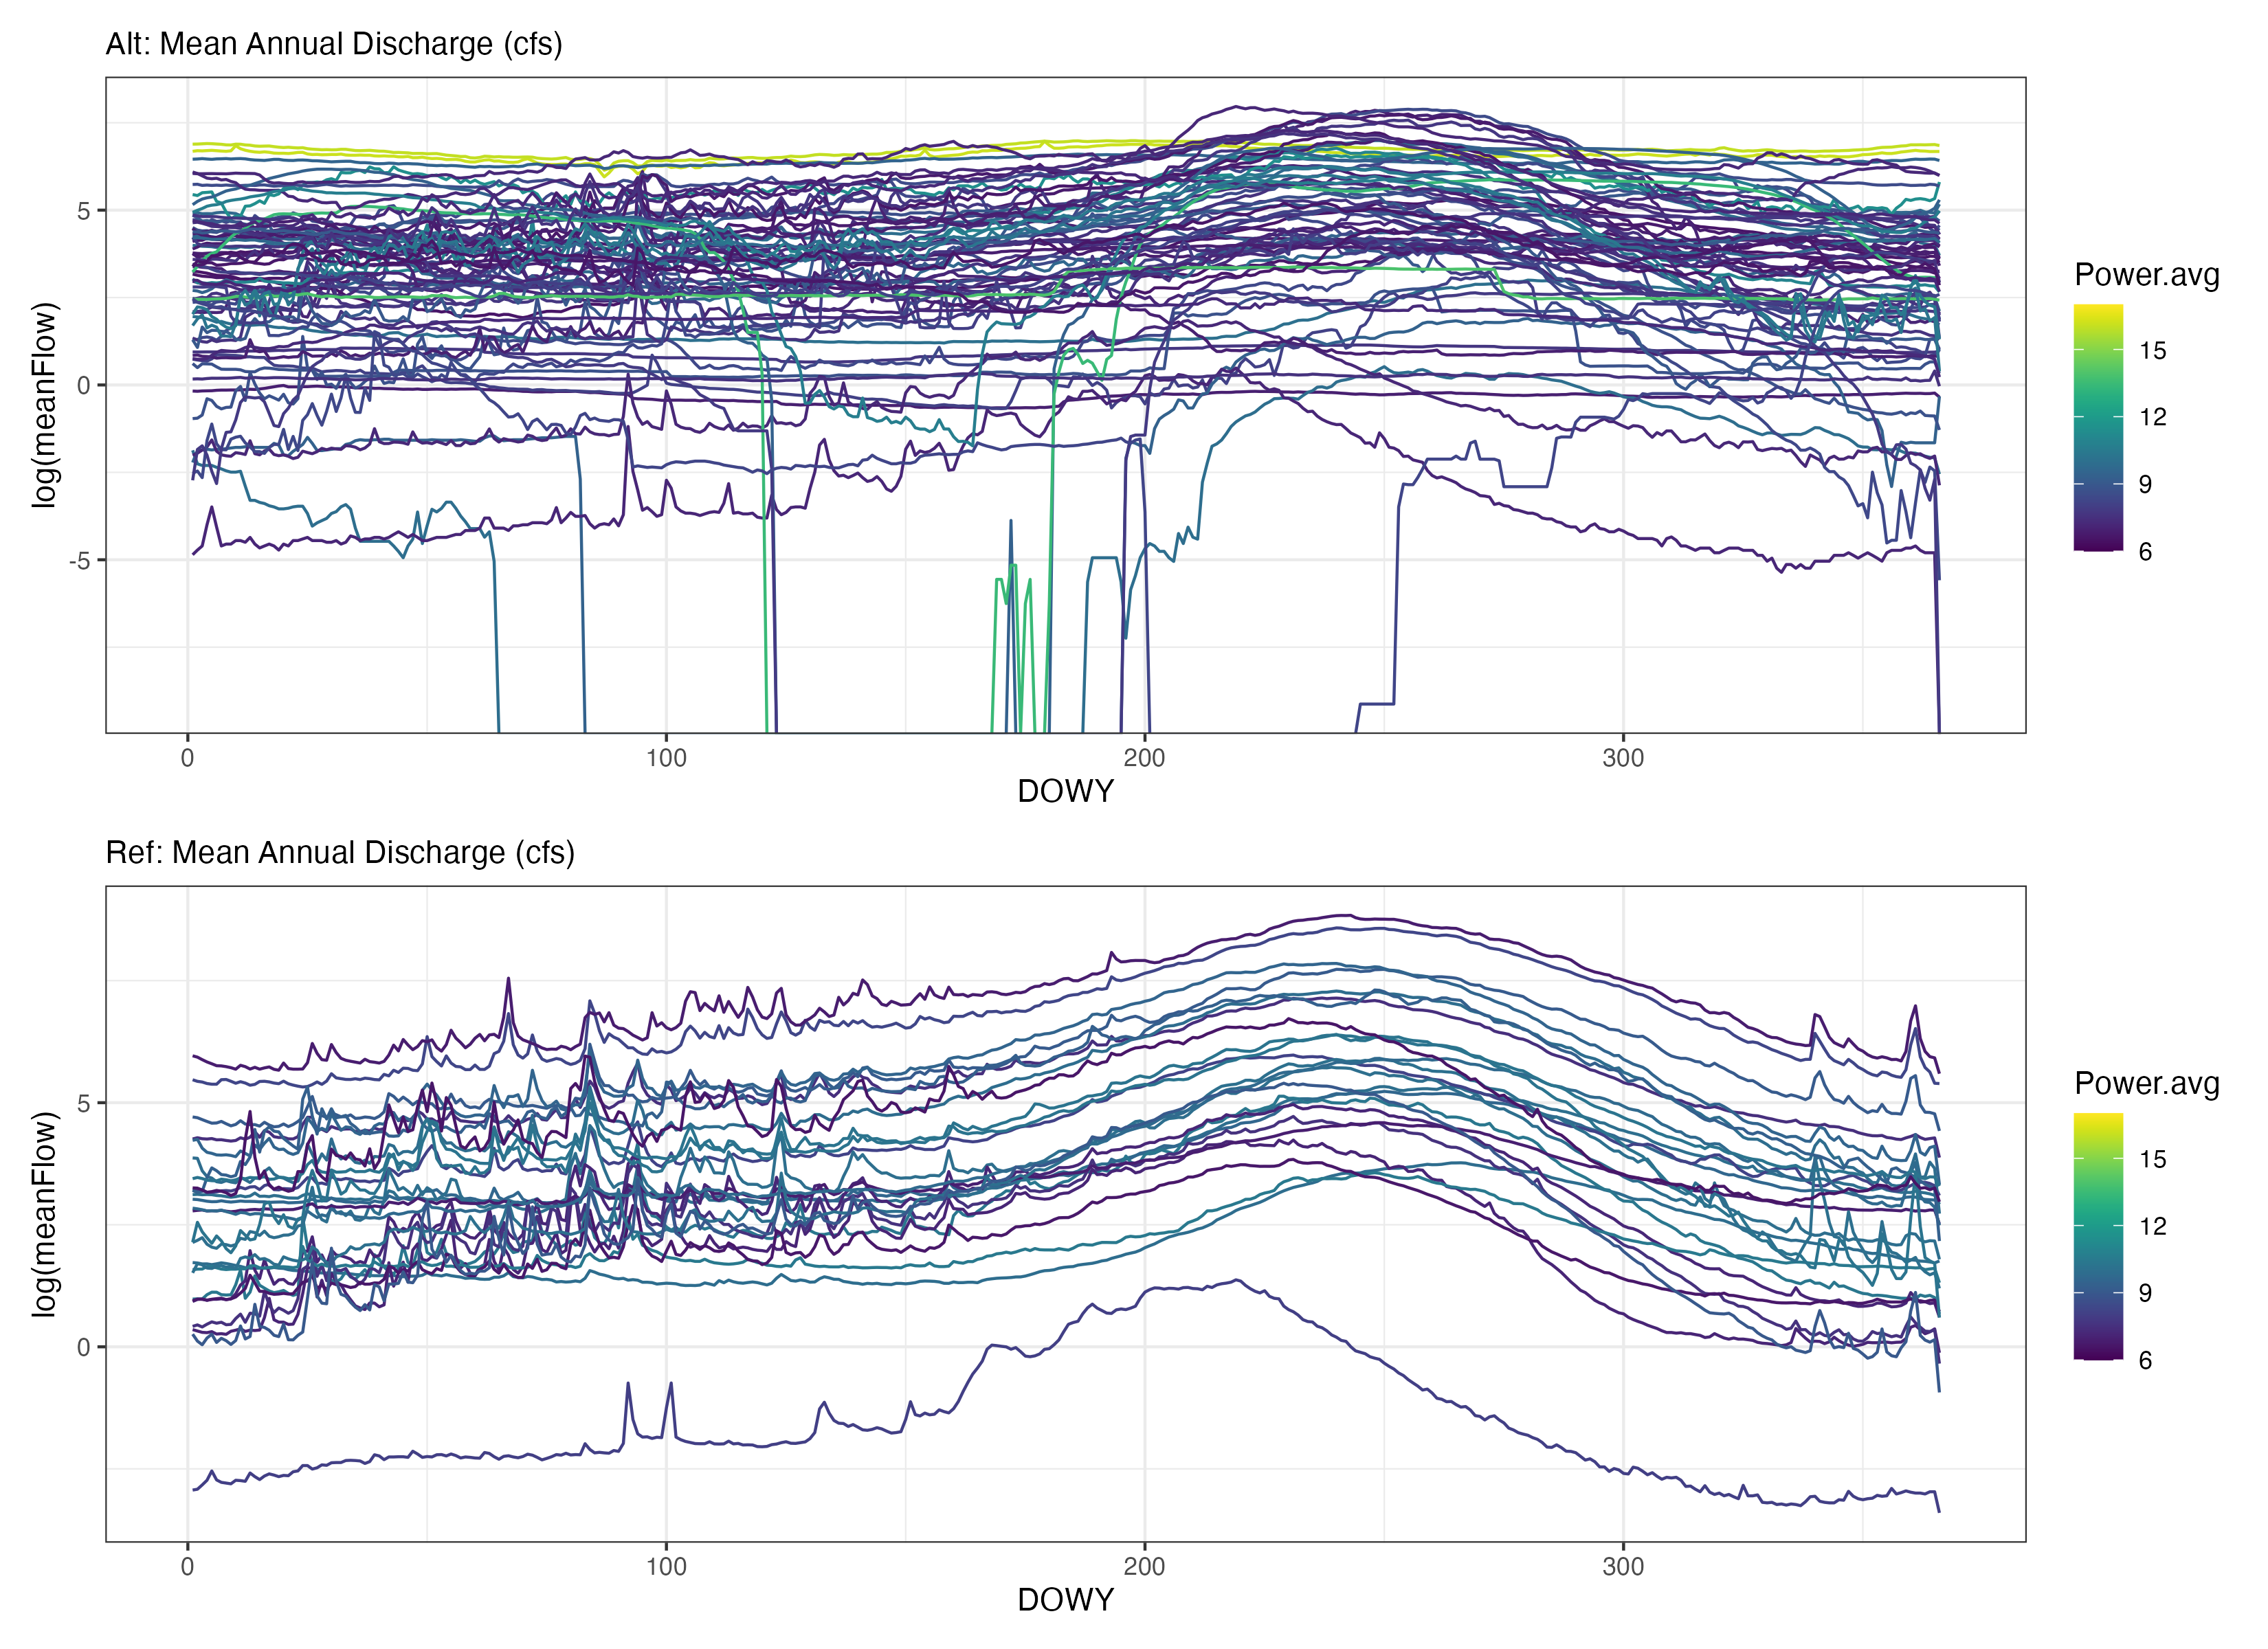 Alt: Mean Annual Discharge (cfs)
log(meanFlow)
5
0
-5
0 100 200 300
DOWY
Power.avg
15
12
9
6
Ref: Mean Annual Discharge (cfs)
log(meanFlow)
5
0
0 100 200 300
DOWY
Power.avg
15
12
9
6